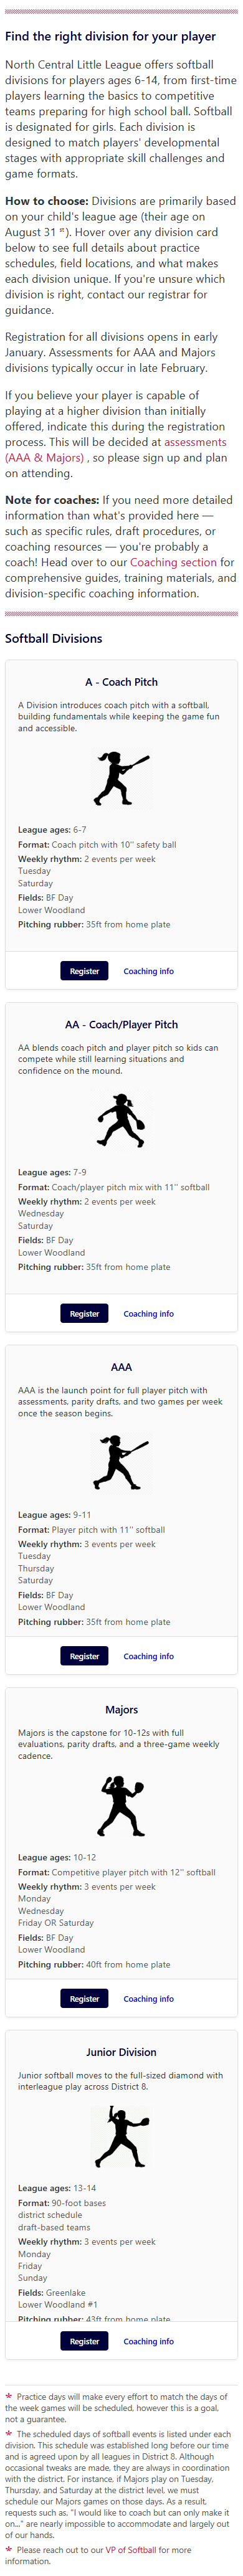 Find the right division for your player
North Central Little League offers softball
divisions for players ages 6-14, from first-time
players learning the basics to competitive
teams preparing for high school ball. Softball
is designated for girls. Each division is
designed to match players' developmental
stages with appropriate skill challenges and
game formats.
How to choose: Divisions are primarily based
on your child's league age (their age on
August 31 st). Hover over any division card
below to see full details about practice
schedules, field locations, and what makes
each division unique. If you're unsure which
division is right, contact our registrar for
guidance.
Registration for all divisions opens in early
January. Assessments for AAA and Majors
divisions typically occur in late February.
If you believe your player is capable of
playing at a higher division than initially
offered, indicate this during the registration
process. This will be decided at assessments
(AAA & Majors) , so please sign up and plan
on attending.
Note for coaches: If you need more detailed
information than what's provided here —
such as specific rules, draft procedures, or
coaching resources — you're probably a
coach! Head over to our Coaching section for
comprehensive guides, training materials, and
division-specific coaching information.
Softball Divisions
A - Coach Pitch
A Division introduces coach pitch with a softball,
building fundamentals while keeping the game fun
and accessible.
League ages: 6-7
Format: Coach pitch with 10" safety ball
Weekly rhythm: 2 events per week
Tuesday
Saturday
Fields: BF Day
Lower Woodland
Pitching rubber: 35ft from home plate
Register Coaching info
AA - Coach/Player Pitch
AA blends coach pitch and player pitch so kids can
compete while still learning situations and
confidence on the mound.
League ages: 7-9
Format: Coach/player pitch mix with 11" softball
Weekly rhythm: 2 events per week
Wednesday
Saturday
Fields: BF Day
Lower Woodland
Pitching rubber: 35ft from home plate
Register Coaching info
AAA
AAA is the launch point for full player pitch with
assessments, parity drafts, and two games per week
once the season begins.
League ages: 9-11
Format: Player pitch with 11" softball
Weekly rhythm: 3 events per week
Tuesday
Thursday
Saturday
Fields: BF Day
Lower Woodland
Pitching rubber: 35ft from home plate
Register Coaching info
Majors
Majors is the capstone for 10-12s with full
evaluations, parity drafts, and a three-game weekly
cadence.
League ages: 10-12
Format: Competitive player pitch with 12" softball
Weekly rhythm: 3 events per week
Monday
Wednesday
Friday OR Saturday
Fields: BF Day
Lower Woodland
Pitching rubber: 40ft from home plate
Register Coaching info
Junior Division
Junior softball moves to the full-sized diamond with
interleague play across District 8.
League ages: 13-14
Format: 90-foot bases
district schedule
draft-based teams
Weekly rhythm: 3 events per week
Monday
Friday
Sunday
Fields: Greenlake
Lower Woodland #1
Pitching rubber: 43ft from home plate
Register Coaching info
* Practice days will make every effort to match the days of
the week games will be scheduled, however this is a goal,
not a guarantee.
* The scheduled days of softball events is listed under each
division. This schedule was established long before our time
and is agreed upon by all leagues in District 8. Although
occasional tweaks are made, they are always in coordination
with the district. For instance, if Majors play on Tuesday,
Thursday, and Saturday at the district level, we must
schedule our Majors games on those days. As a result,
requests such as, "I would like to coach but can only make it
on..." are nearly impossible to accommodate and largely out
of our hands.
* Please reach out to our VP of Softball for more
information.